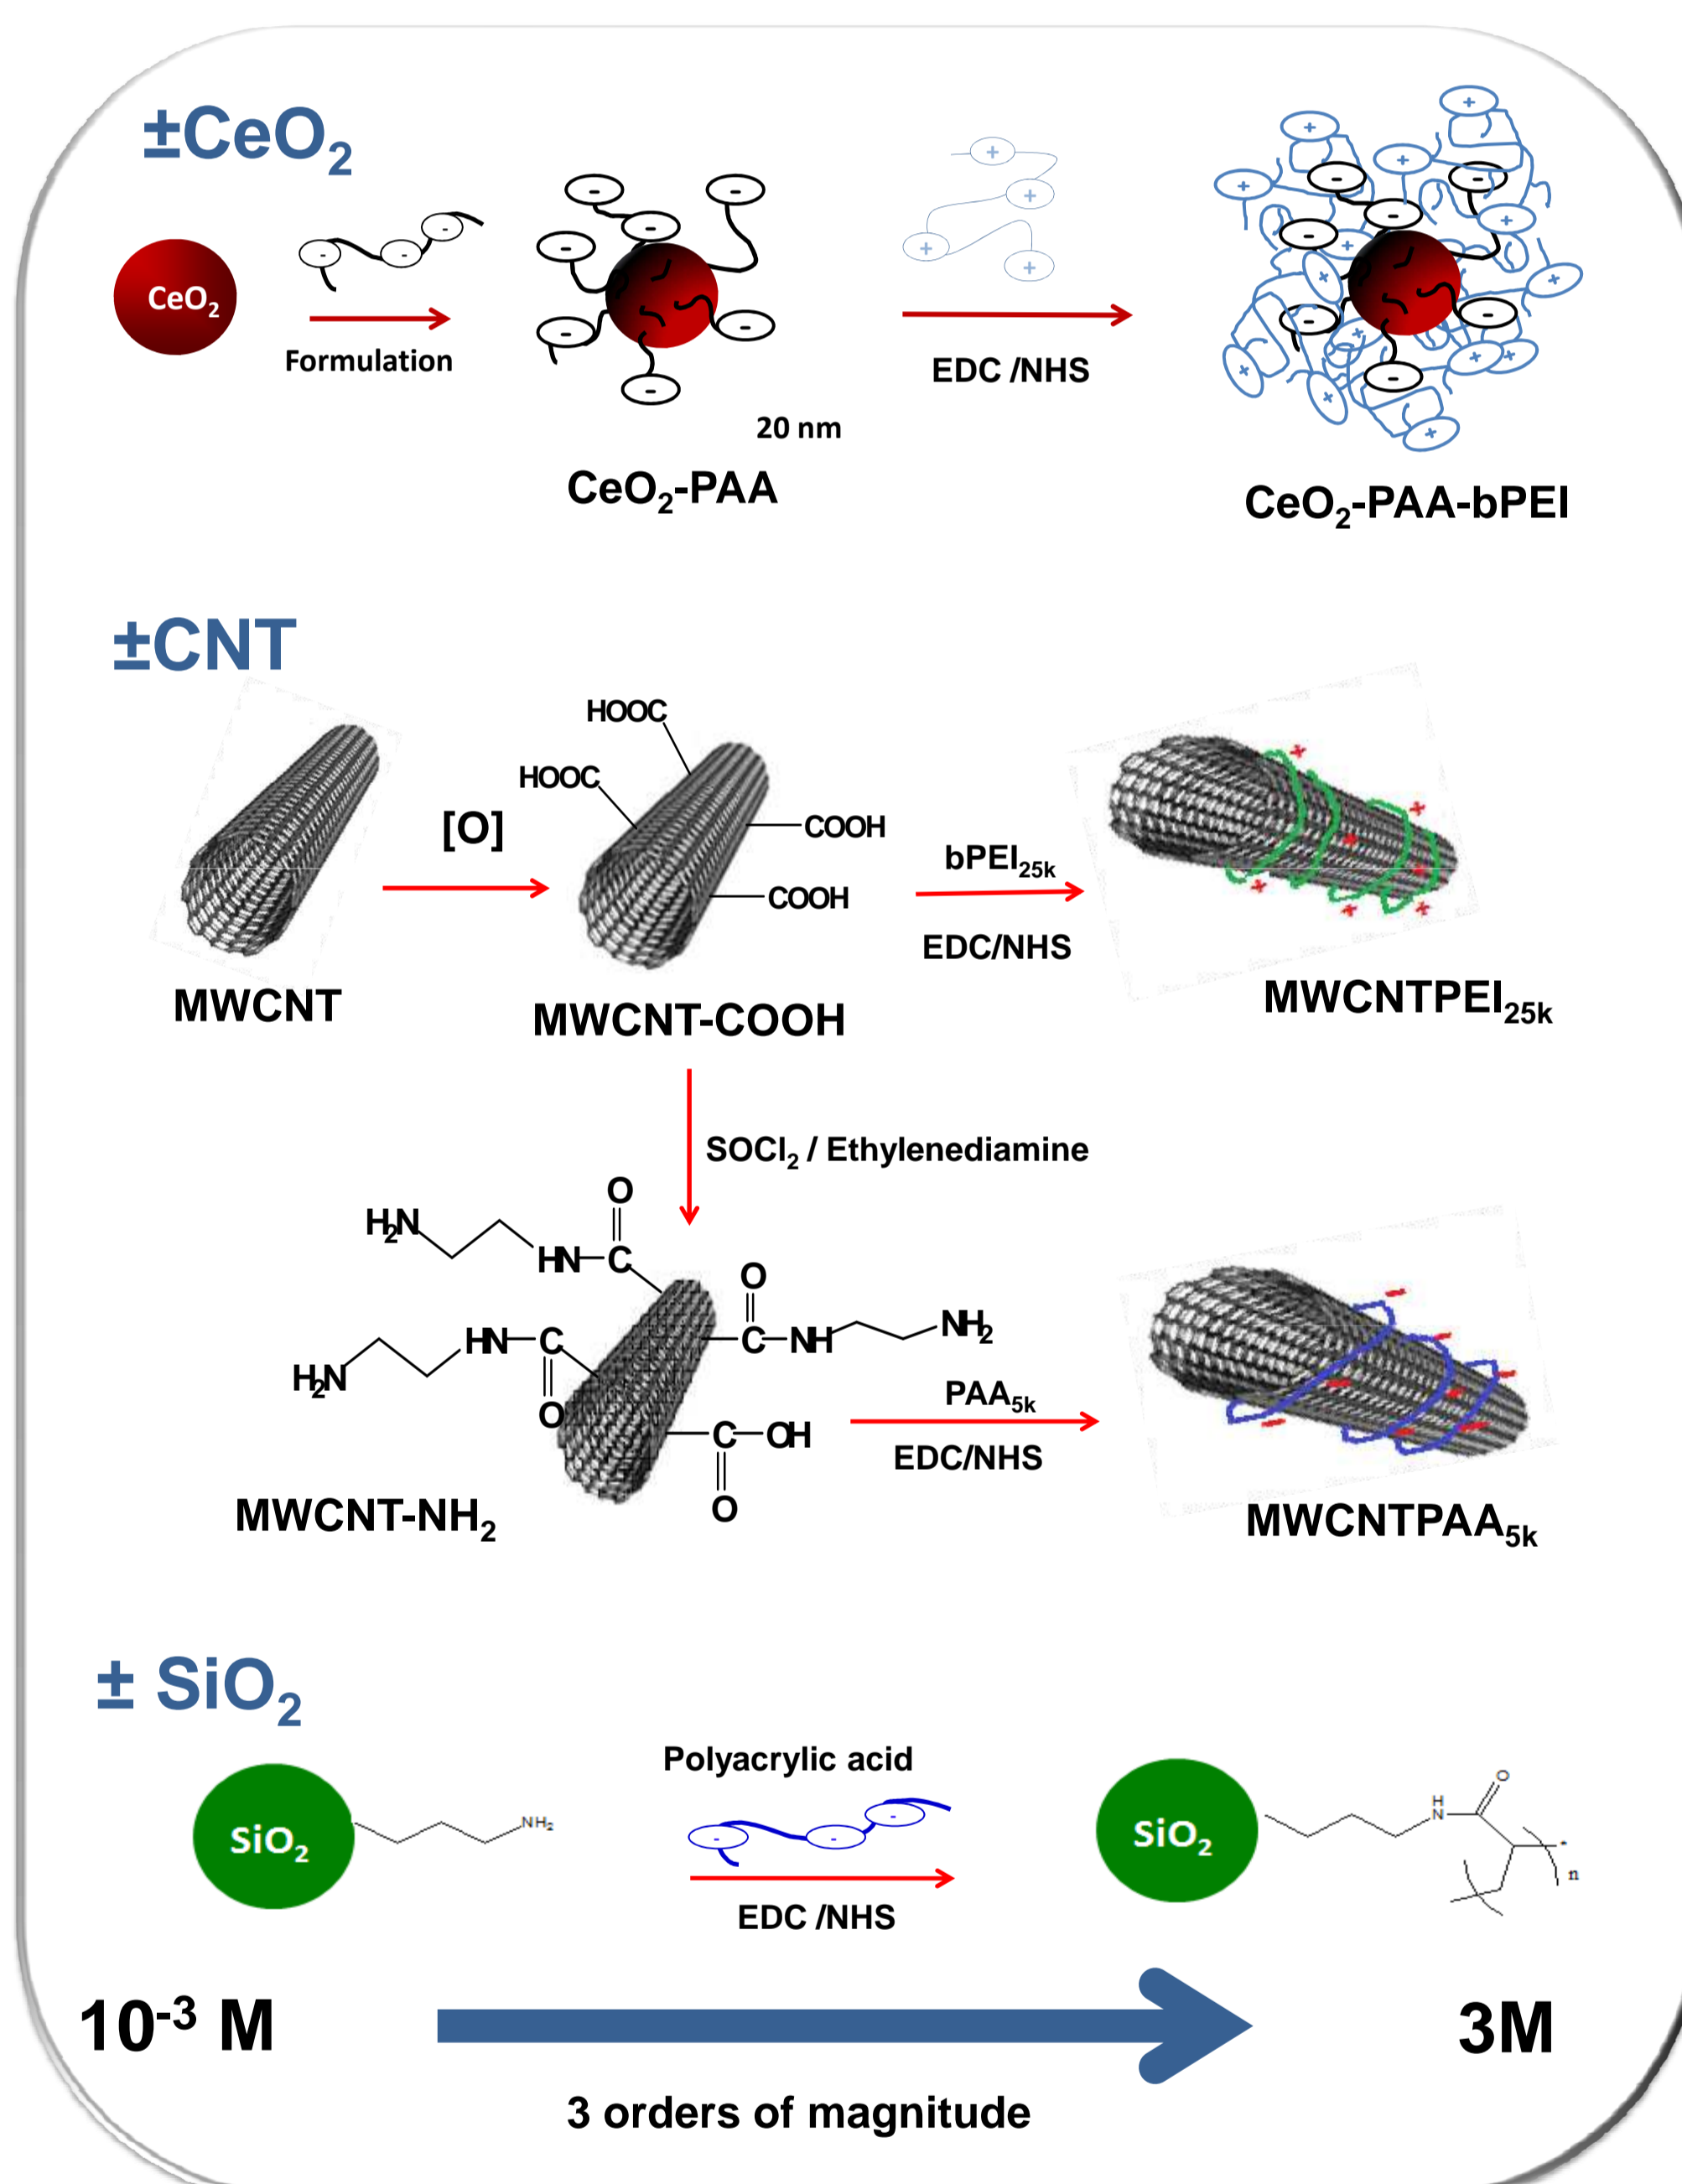 ±CeO₂
CeO₂
Formulation
20 nm
CeO₂-PAA
EDC /NHS
CeO₂-PAA-bPEI
±CNT
MWCNT
[O]
HOOC
HOOC
COOH
COOH
MWCNT-COOH
bPEI₂₅ₖ
EDC/NHS
MWCNTPEI₂₅ₖ
SOCl₂ / Ethylenediamine
H₂N
HN
C
O
H₂N
HN
C
O
O
C
NH
NH₂
C
OH
O
MWCNT-NH₂
PAA₅ₖ
EDC/NHS
MWCNTPAA₅ₖ
± SiO₂
SiO₂
NH₂
Polyacrylic acid
EDC /NHS
SiO₂
H
N
O
n
10⁻³ M
3M
3 orders of magnitude